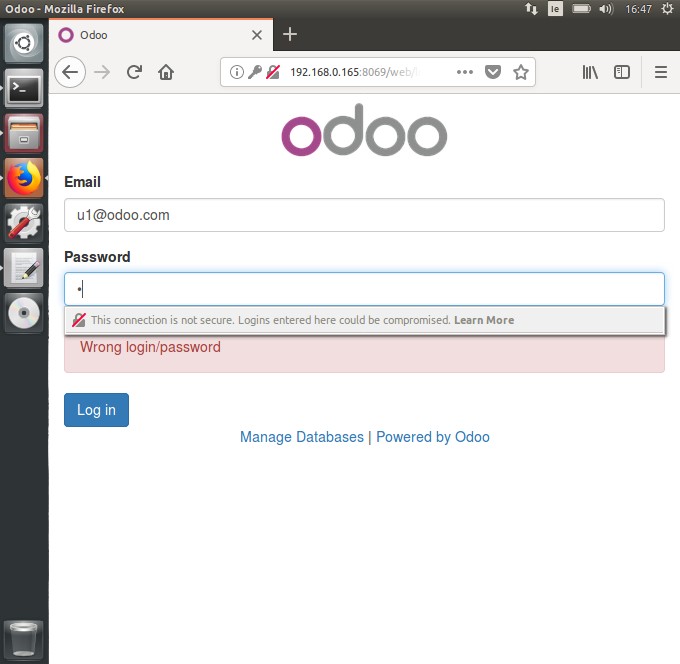 Odoo - Mozilla Firefox
Ie
16:47
Odoo
192.168.0.165:8069/web/
odoo
Email
u1@odoo.com
Password
This connection is not secure. Logins entered here could be compromised. Learn More
Wrong login/password
Log in
Manage Databases | Powered by Odoo